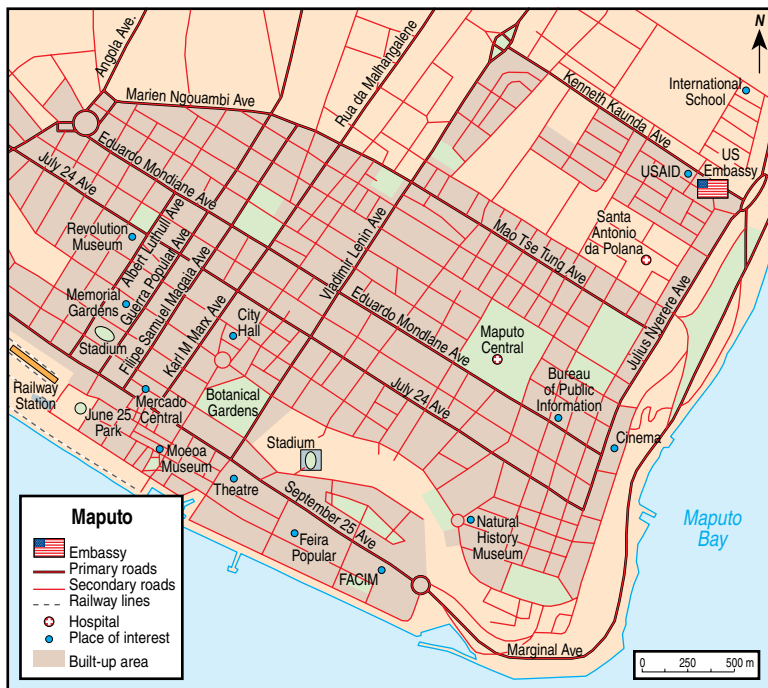 N
Angola Ave.
Rua da Malhangalene
Marien Ngouambi Ave
Kenneth Kaunda Ave
International
School
USAID
US
Embassy
Eduardo Mondiane Ave
July 24 Ave
Revolution
Museum
Albert Luthull Ave
Guerra Popular Ave
Filipe Samuel Magaia Ave
Karl M Marx Ave
Vladimir Lenin Ave
Mao Tse Tung Ave
Santa
Antonio
da Polana
Julius Nyerere Ave
Memorial
Gardens
Stadium
City
Hall
Eduardo Mondlane Ave
Maputo
Central
July 24 Ave
Bureau
of Public
Information
Railway
Station
Mercado
Central
Botanical
Gardens
June 25
Park
Moeoa
Museum
Stadium
Cinema
Theatre
September 25 Ave
Feira
Popular
Natural
History
Museum
Maputo
Bay
FACIM
Marginal Ave
Maputo
Embassy
Primary roads
Secondary roads
Railway lines
Hospital
Place of interest
Built-up area
0 250 500 m